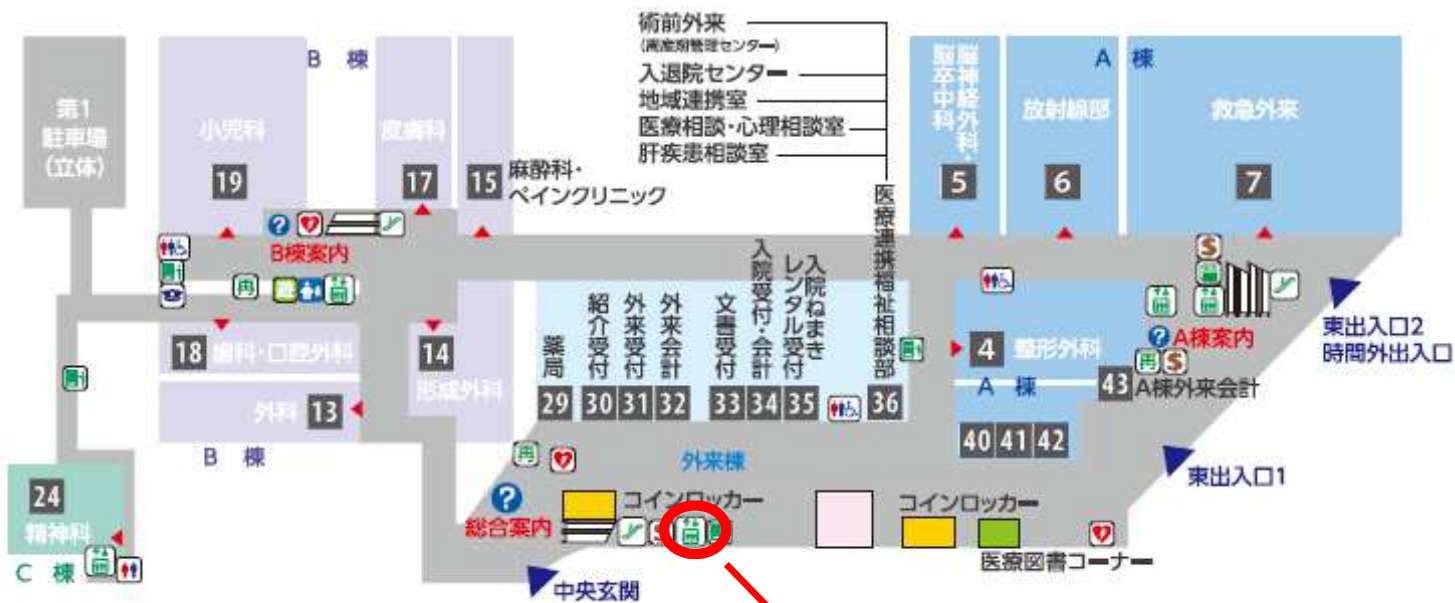 術前外来
(周産期管理センター)
入退院センター
地域連携室
医療相談・心理相談室
肝疾患相談室
第1
駐車場
(立体)
B 棟
小児科
19
皮膚科
17
15
麻酔科・
ペインクリニック
脳神経外科・
脳卒中科
5
A 棟
放射線部
6
救急外来
7
B棟案内
18
歯科・口腔外科
14
形成外科
外科
13
B 棟
24
精神科
C 棟
薬局
29
紹介受付
30
外来受付
31
外来会計
32
文書受付
33
入院受付・会計
34
入院ねまき
レンタル受付
35
医療連携福祉相談部
36
4
整形外科
A 棟
40
41
42
A棟案内
43
A棟外来会計
東出入口2
時間外出入口
東出入口1
外来棟
総合案内
コインロッカー
コインロッカー
医療図書コーナー
中央玄関